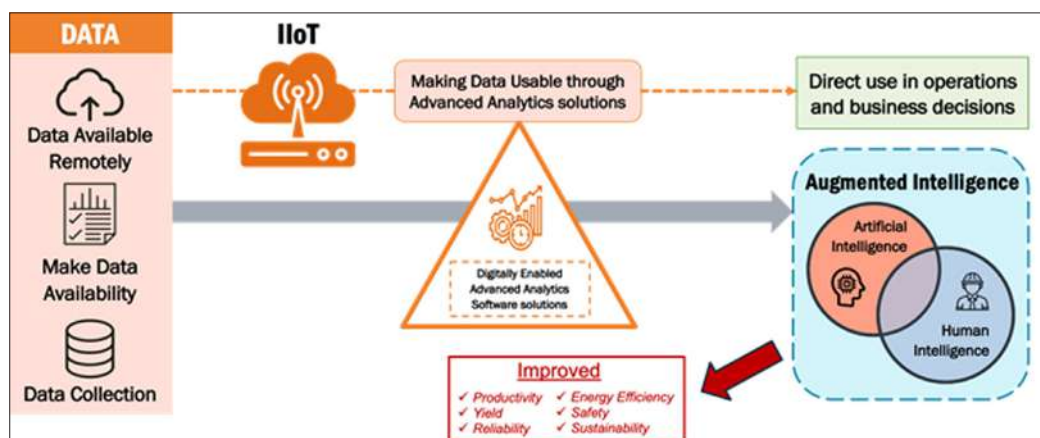 DATA
Data Available
Remotely
Make Data
Availability
Data Collection
IIoT
Making Data Usable through
Advanced Analytics solutions
Digitally Enabled
Advanced Analytics
Software solutions
Direct use in operations
and business decisions
Augmented Intelligence
Artificial
Intelligence
Human
Intelligence
Improved
✓ Productivity
✓ Yield
✓ Reliability
✓ Energy Efficiency
✓ Safety
✓ Sustainability